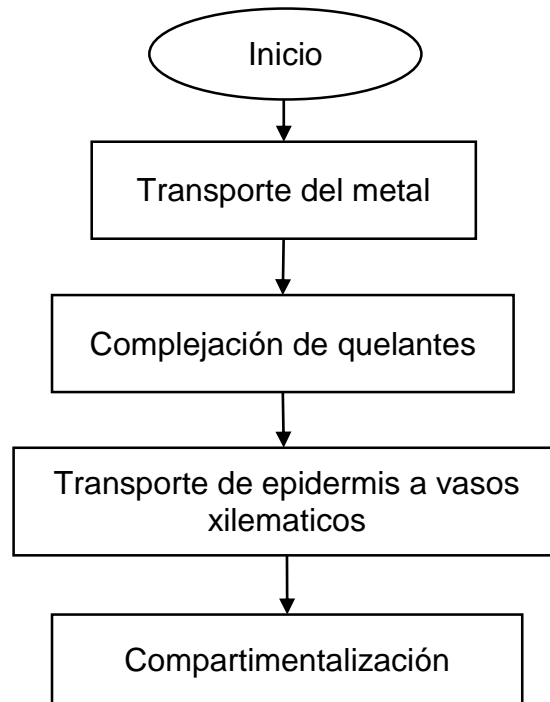 Inicio
Transporte del metal
Complejación de quelantes
Transporte de epidermis a vasos
xilematicos
Compartimentalización